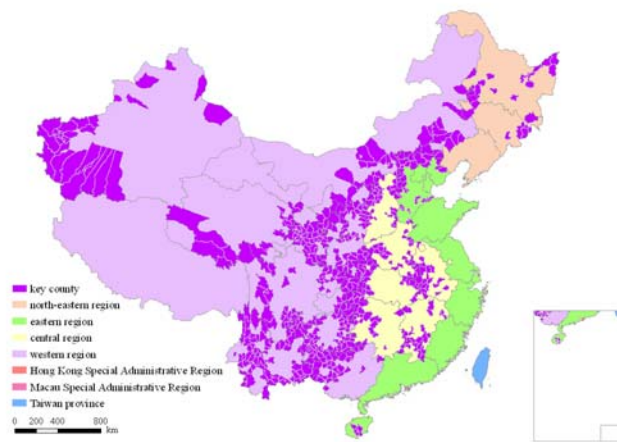 key county
north-eastern region
eastern region
central region
western region
Hong Kong Special Administrative Region
Macau Special Administrative Region
Taiwan province
0 200 400 800
km